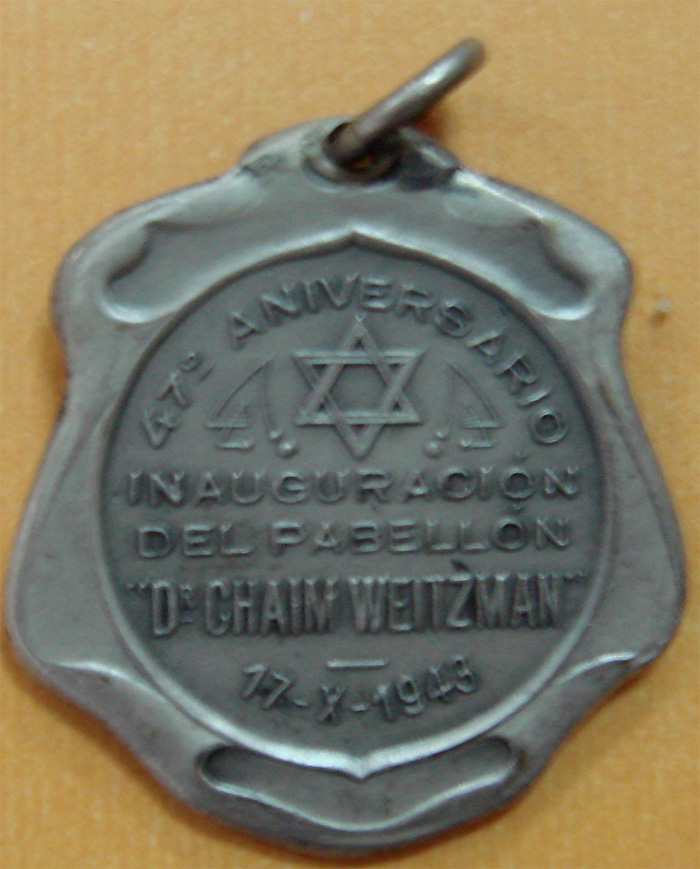 47º ANIVERSARIO
INAUGURACIÓN
DEL PABELLÓN
"DR CHAIM WEITZMAN"
17-X-1943